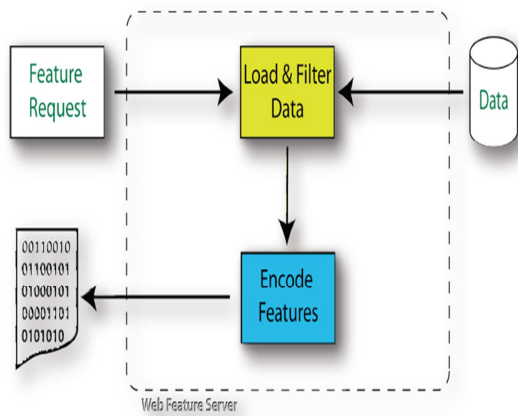 Feature
Request
Load & Filter
Data
Data
00110010
01100101
01000101
00001101
0101010
Encode
Features
Web Feature Server